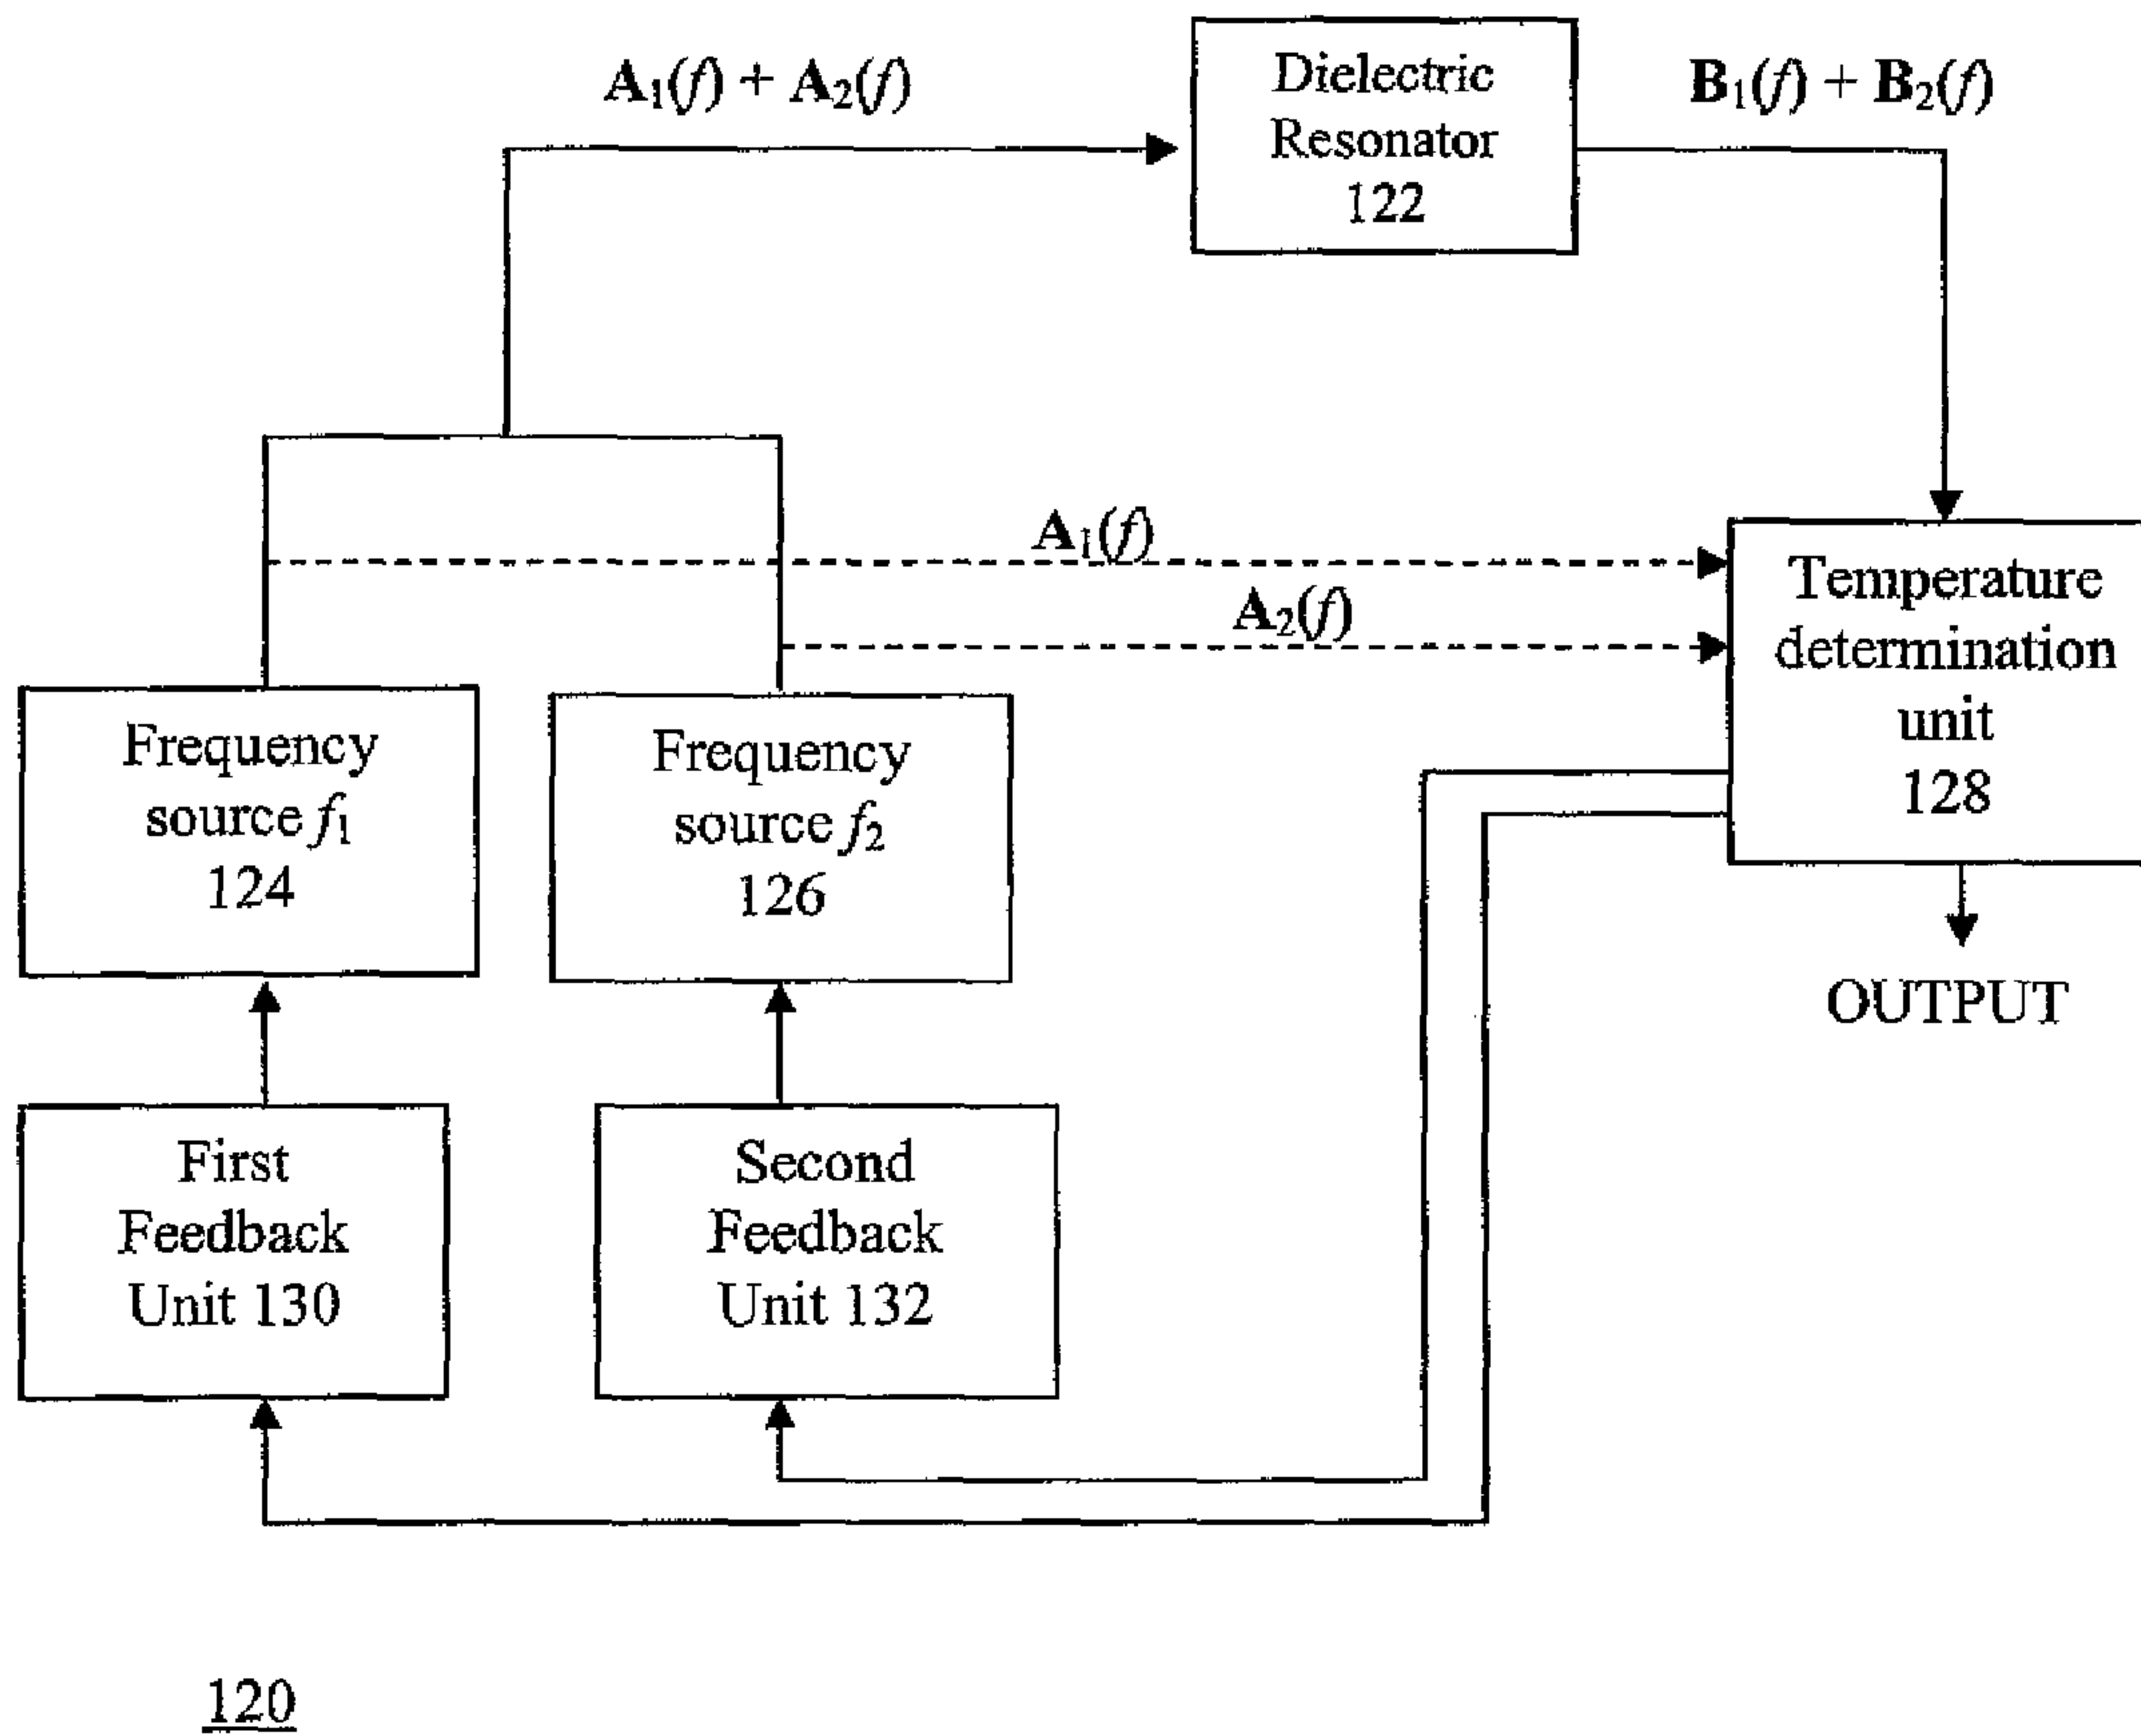 A₁(f) + A₂(f)
Dielectric
Resonator
122
B₁(f) + B₂(f)
A₁(f)
A₂(f)
Temperature
determination
unit
128
Frequency
source f₁
124
Frequency
source f₂
126
OUTPUT
First
Feedback
Unit 130
Second
Feedback
Unit 132
120